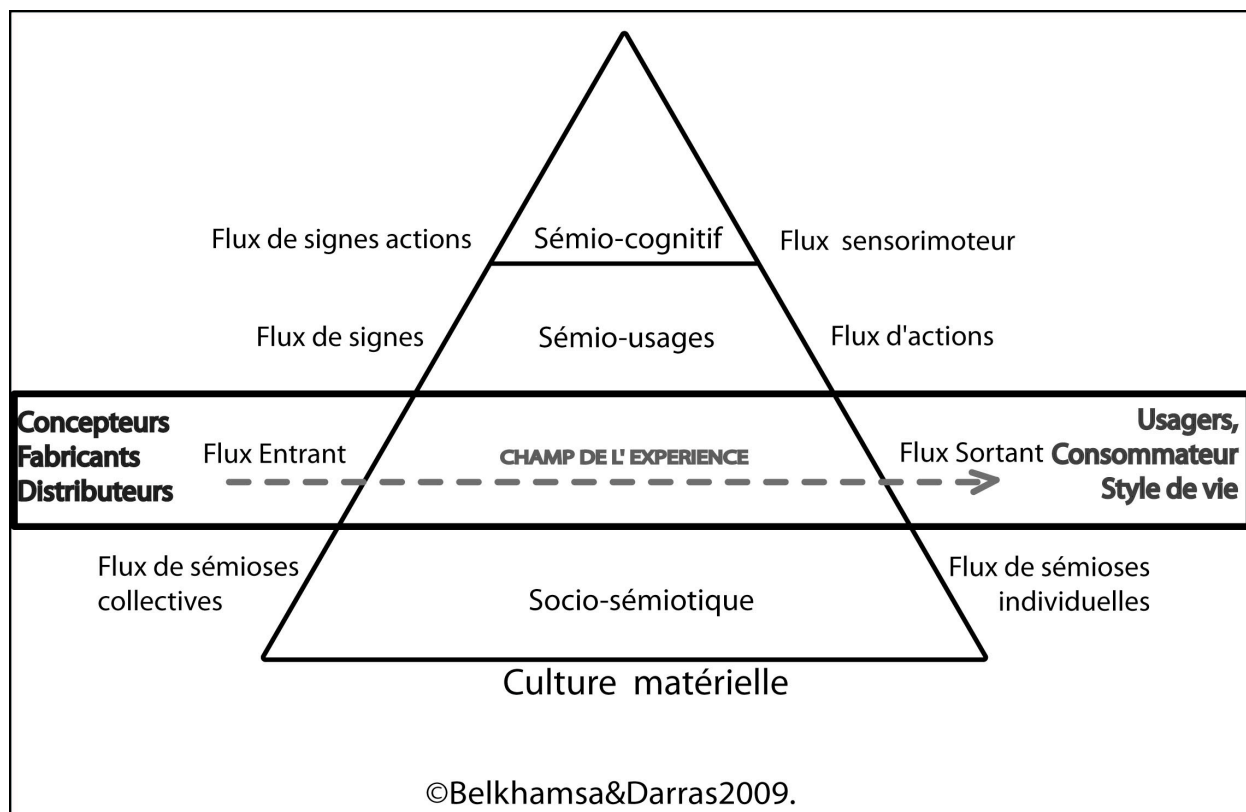 Flux de signes actions
Sémio-cognitif
Flux sensorimoteur
Flux de signes
Sémio-usages
Flux d'actions
Concepteurs
Fabricants
Distributeurs
Flux Entrant
CHAMP DE L' EXPERIENCE
Flux Sortant
Usagers,
Consommateur
Style de vie
Flux de sémioses
collectives
Socio-sémiotique
Flux de sémioses
individuelles
Culture matérielle
©Belkhamsa&Darras2009.